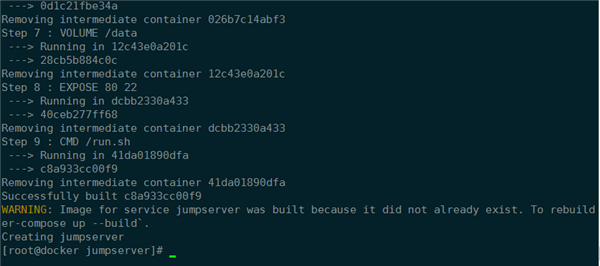 ---> 0d1c21fbe34a
Removing intermediate container 026b7c14abf3
Step 7 : VOLUME /data
---> Running in 12c43e0a201c
---> 28cb5b884c0c
Removing intermediate container 12c43e0a201c
Step 8 : EXPOSE 80 22
---> Running in dcbb2330a433
---> 40ceb277ff68
Removing intermediate container dcbb2330a433
Step 9 : CMD /run.sh
---> Running in 41da01890dfa
---> c8a933cc00f9
Removing intermediate container 41da01890dfa
Successfully built c8a933cc00f9
WARNING: Image for service jumpserver was built because it did not already exist. To rebuild
er-compose up --build`.
Creating jumpserver
[root@docker jumpserver]#